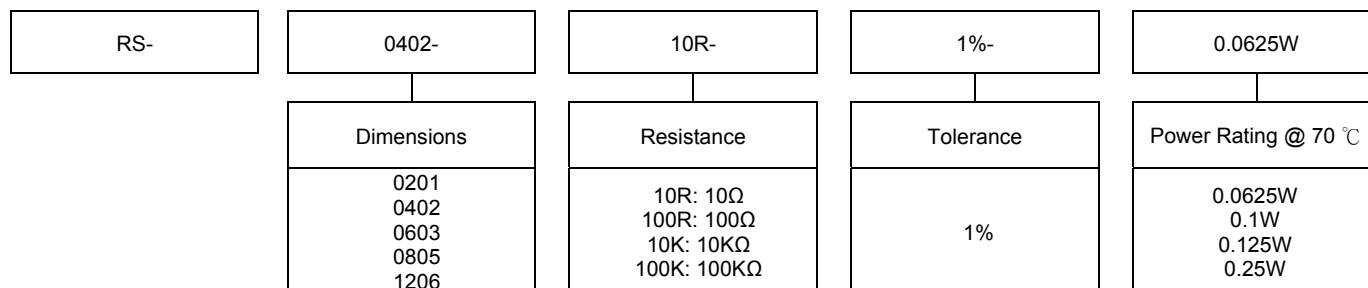 RS-
0402-
10R-
1%-
0.0625W
Dimensions
Resistance
Tolerance
Power Rating @ 70 ℃
0201
0402
0603
0805
1206
10R: 10Ω
100R: 100Ω
10K: 10KΩ
100K: 100KΩ
1%
0.0625W
0.1W
0.125W
0.25W